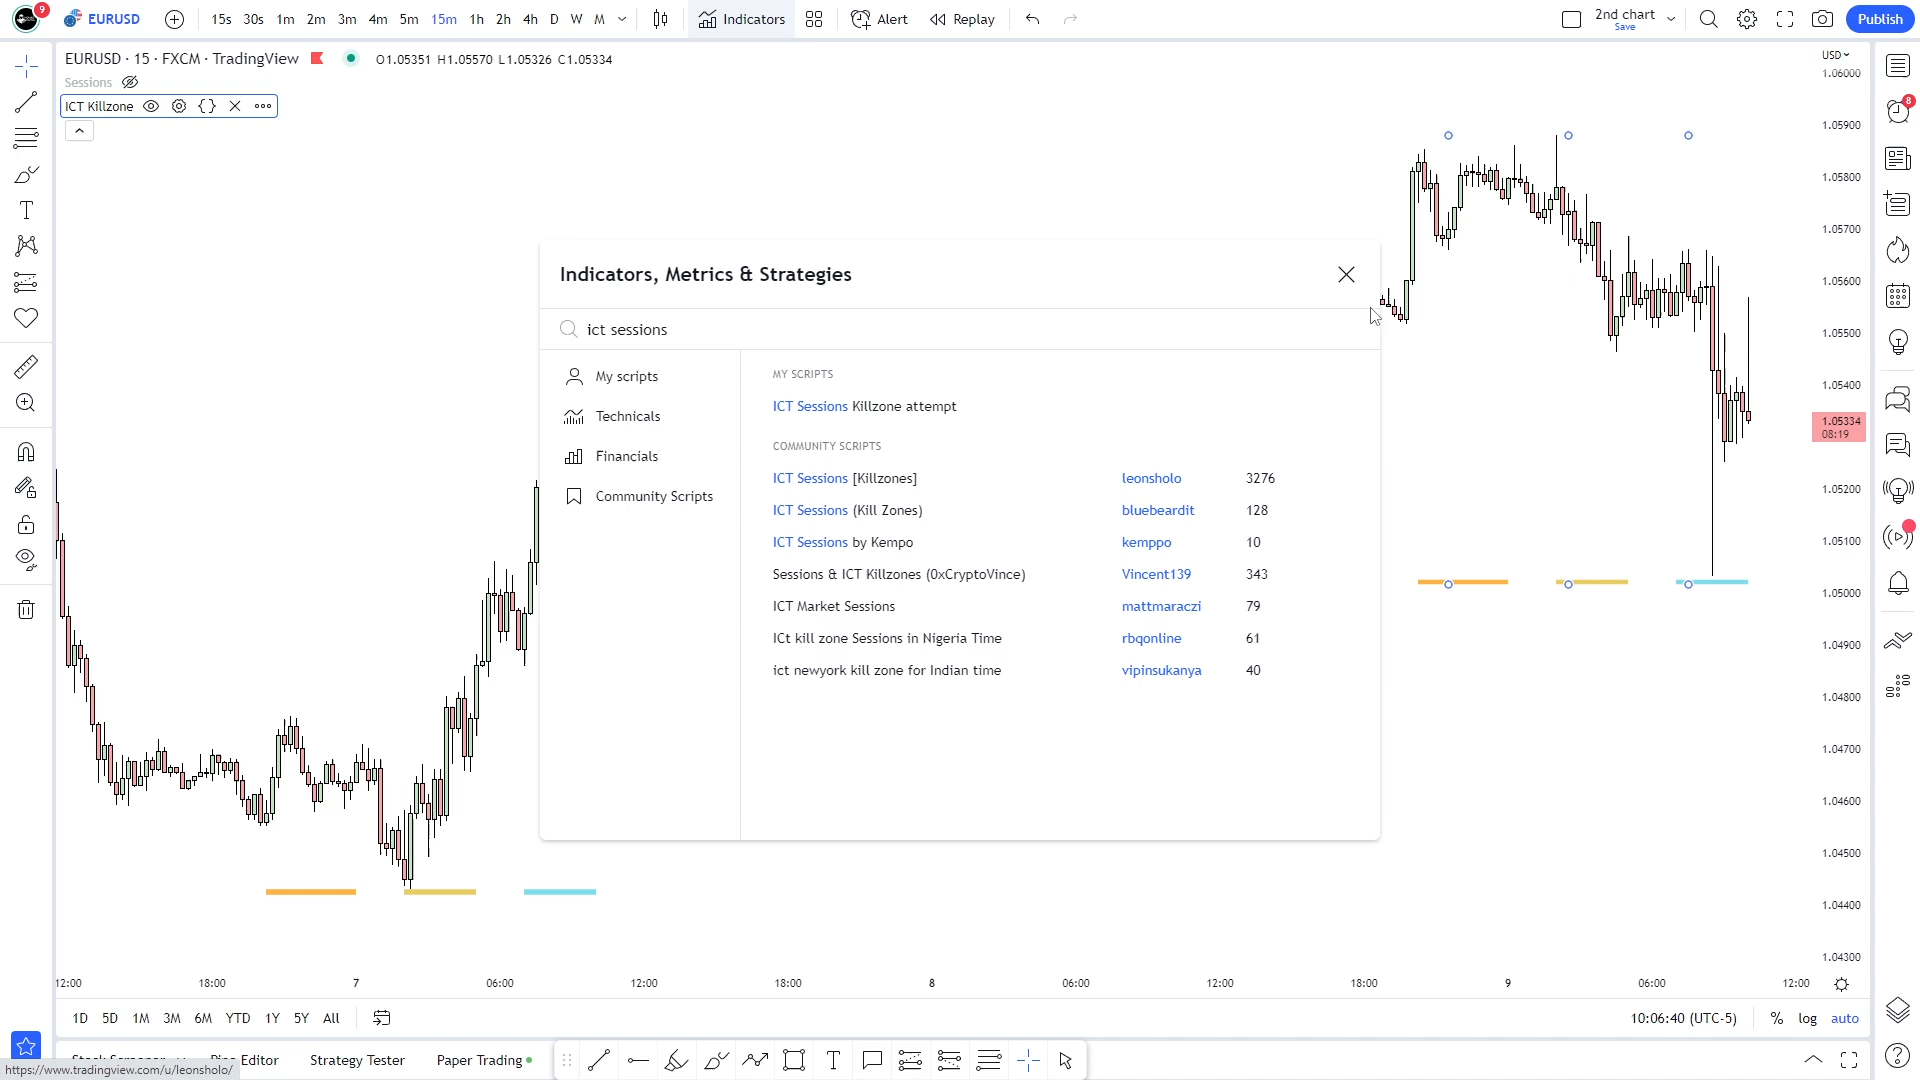 9
EURUSD
15s 30s 1m 2m 3m 4m 5m 15m 1h 2h 4h D W M
Indicators
Alert
Replay
2nd chart
Save
Publish
EURUSD · 15 · FXCM · TradingView
O1.05351 H1.05570 L1.05326 C1.05334
Sessions
ICT Killzone
USD
1.06000
1.05900
1.05800
1.05700
1.05600
1.05500
1.05400
1.05334
08:19
1.05200
1.05100
1.05000
1.04900
1.04800
1.04700
1.04600
1.04500
1.04400
1.04300
8
Indicators, Metrics & Strategies
ict sessions
My scripts
Technicals
Financials
Community Scripts
MY SCRIPTS
ICT Sessions Killzone attempt
COMMUNITY SCRIPTS
ICT Sessions [Killzones] leonsholo 3276
ICT Sessions (Kill Zones) bluebeardit 128
ICT Sessions by Kempo kemppo 10
Sessions & ICT Killzones (0xCryptoVince) Vincent139 343
ICT Market Sessions mattmaraczi 79
ICt kill zone Sessions in Nigeria Time rbqonline 61
ict newyork kill zone for Indian time vipinsukanya 40
12:00 18:00 7 06:00 12:00 18:00 8 06:00 12:00 18:00 9 06:00 12:00
1D 5D 1M 3M 6M YTD 1Y 5Y All
10:06:40 (UTC-5) % log auto
Editor
Strategy Tester
Paper Trading
https://www.tradingview.com/u/leonsholo/